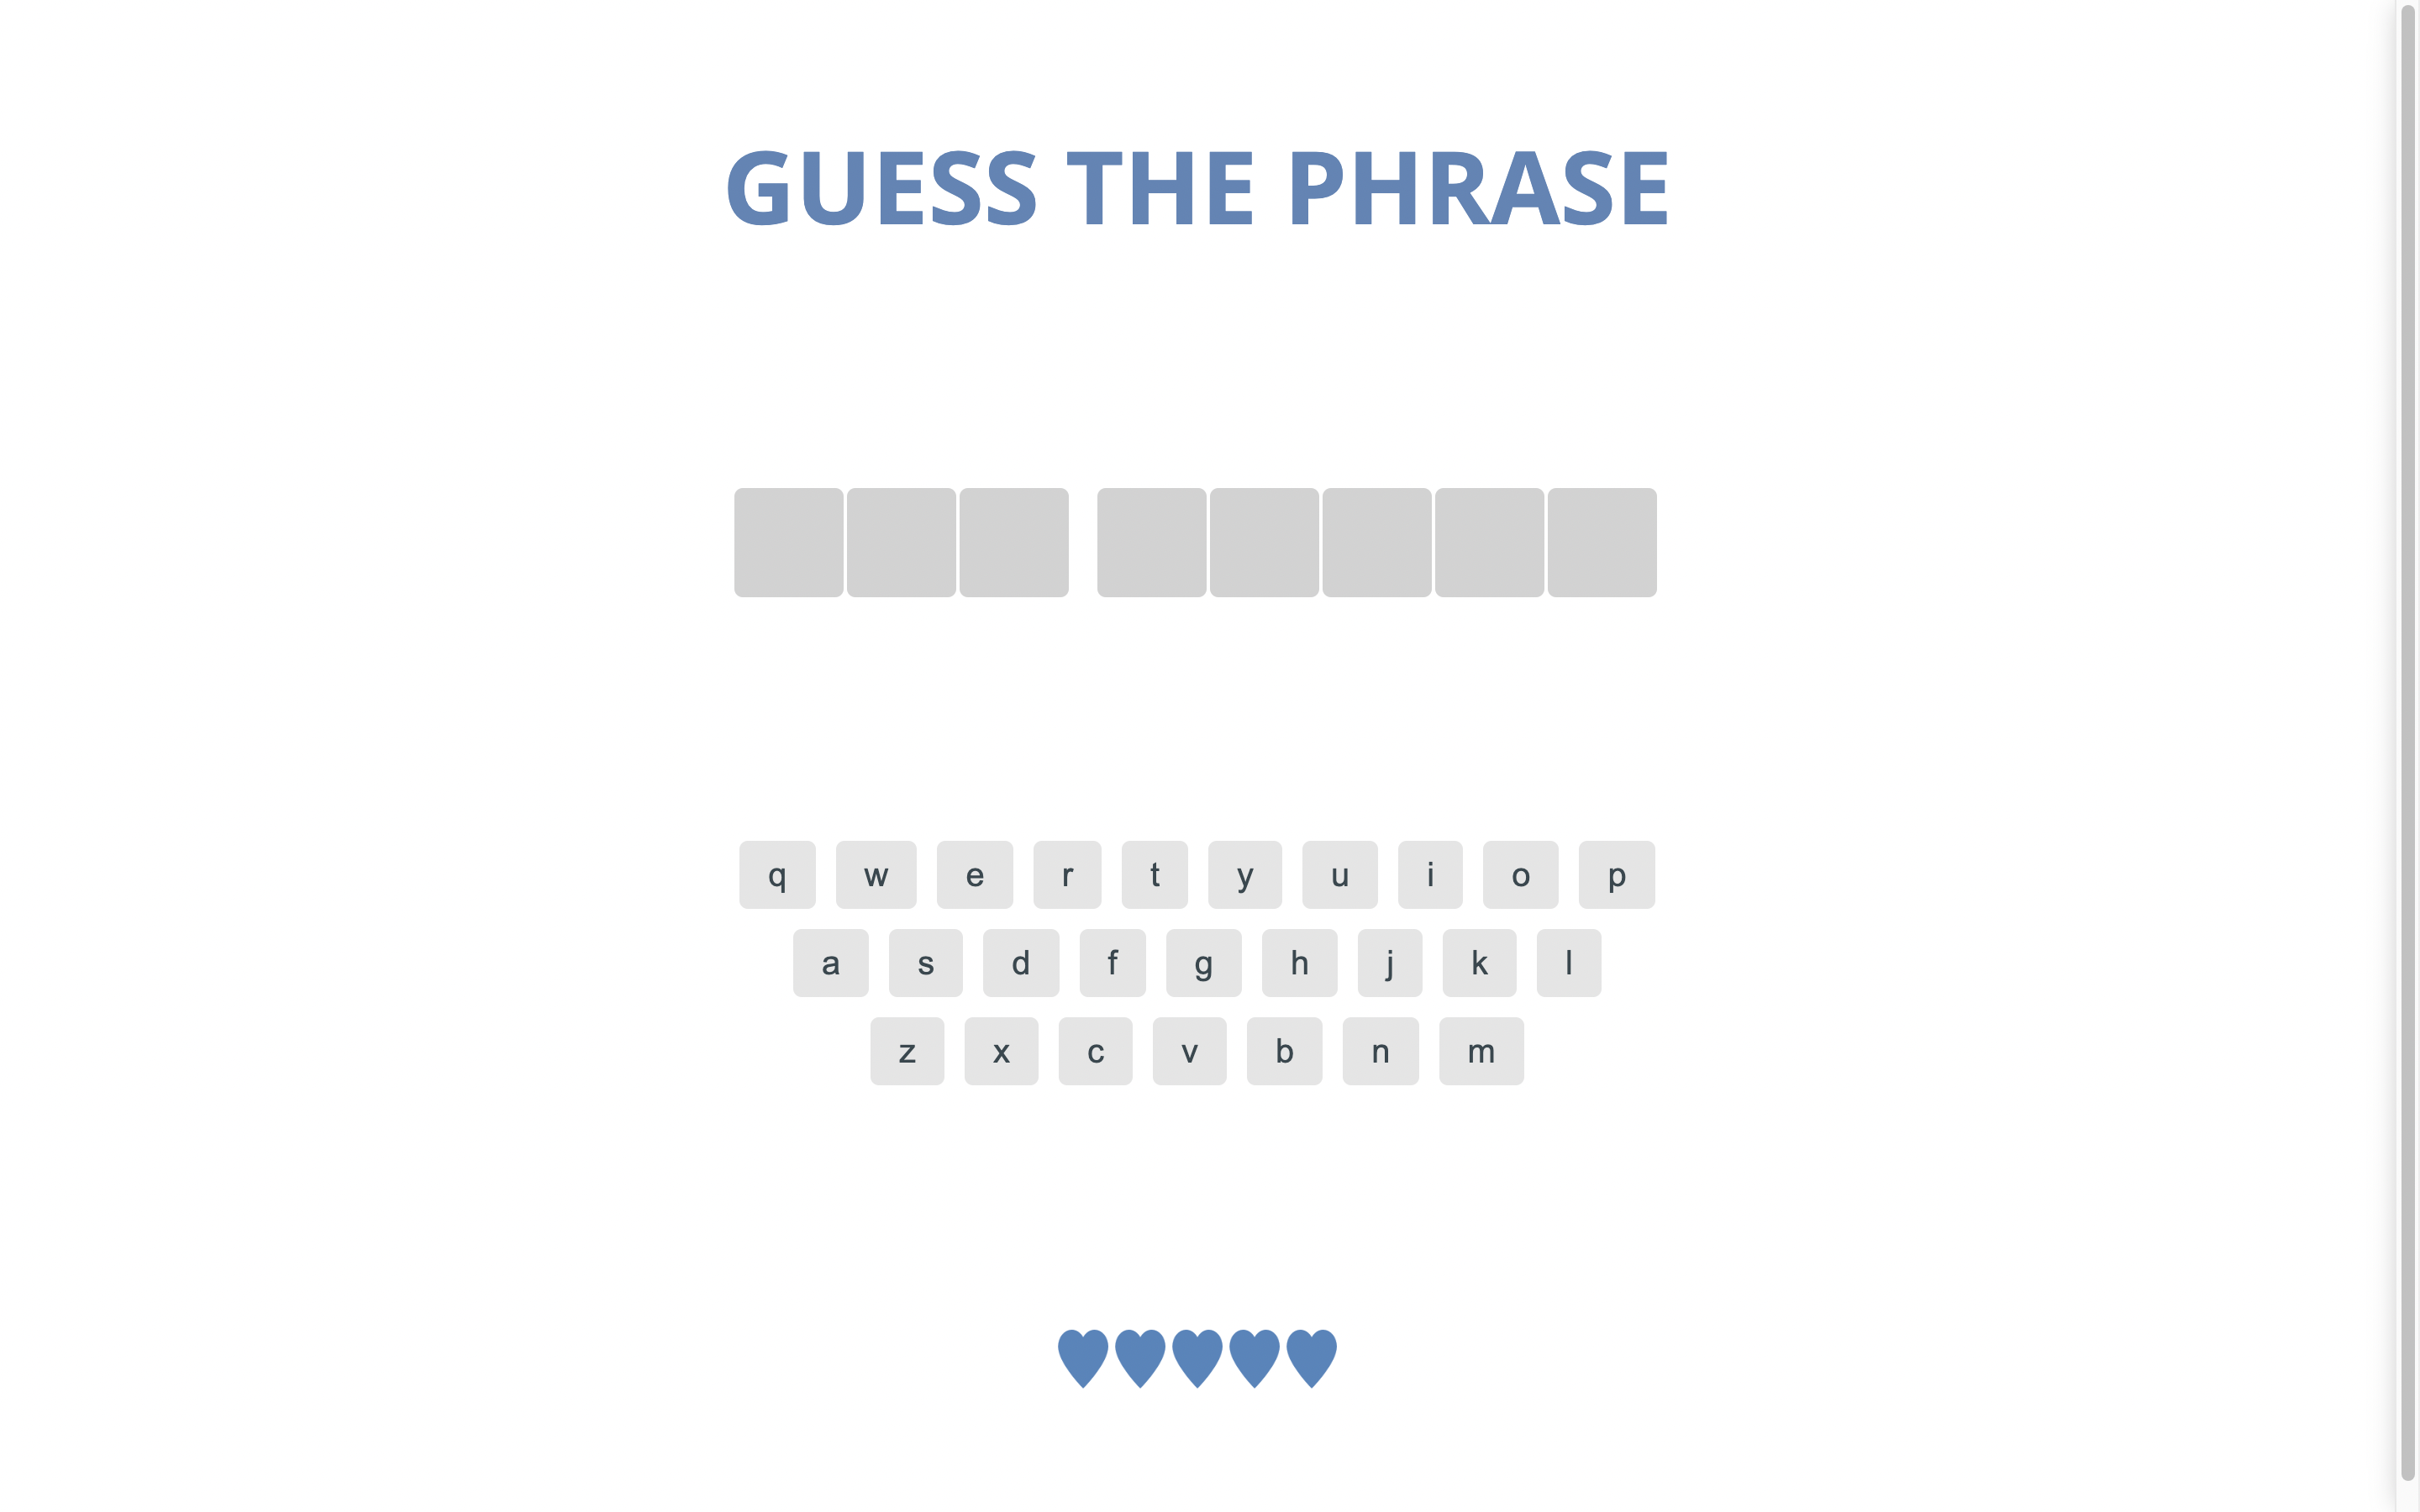 GUESS THE PHRASE
q w e r t y u i o p
a s d f g h j k l
z x c v b n m